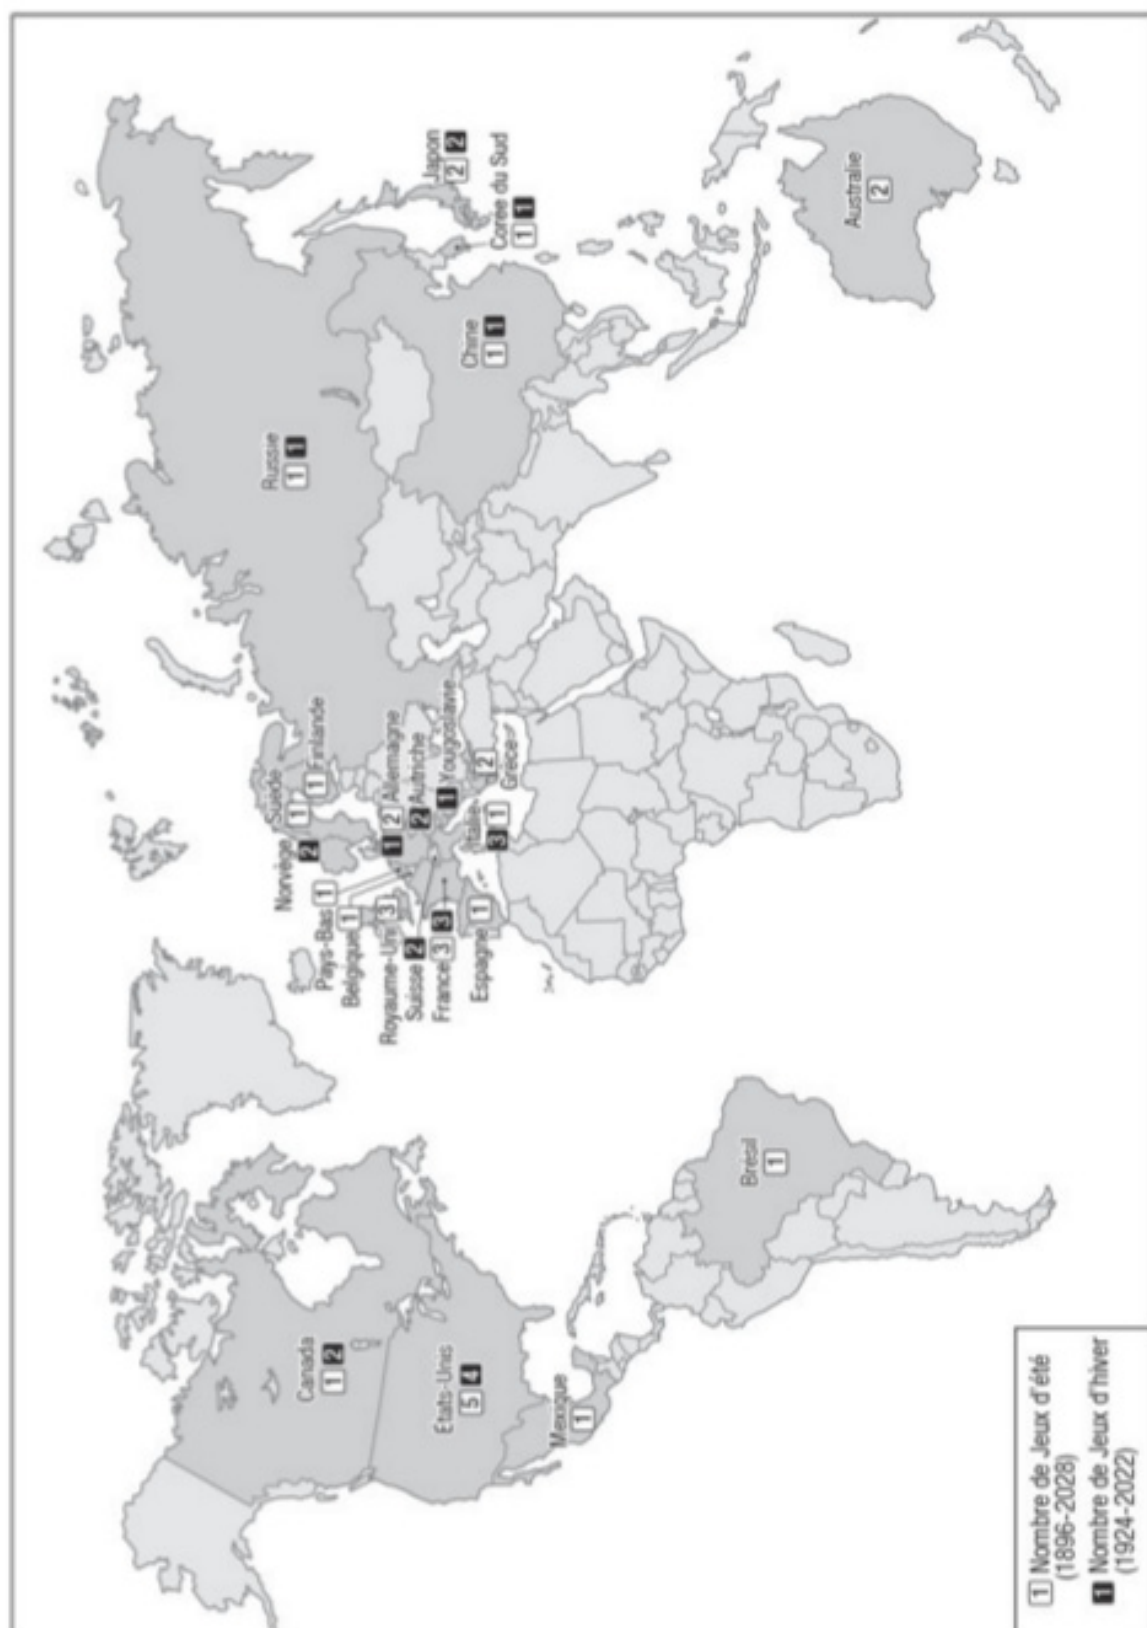 Canada
1 2
Etats-Unis
5 4
Mexique
1
Brésil
1
Norvège
2
Suède
1
Finlande
1
Pays-Bas 1
Belgique 1
Royaume-Uni 3
Suisse 2
France 3 3
Espagne 1
1 2 Allemagne
2 Autriche
1 Yougoslavie
Italie
3 1
2
Grèce
Russie
1 1
Chine
1 1
Japon
2 2
Corée du Sud
1 1
Australie
2
1 Nombre de Jeux d'été
(1896-2028)
1 Nombre de Jeux d'hiver
(1924-2022)